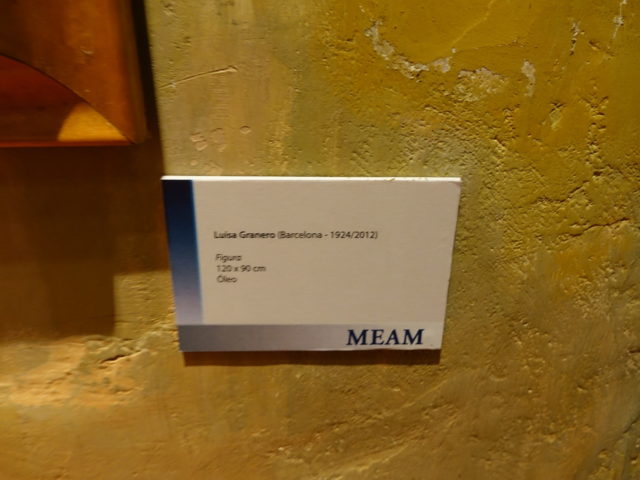 Luisa Granero (Barcelona - 1924/2012)
Figura
120 x 90 cm
Óleo
MEAM